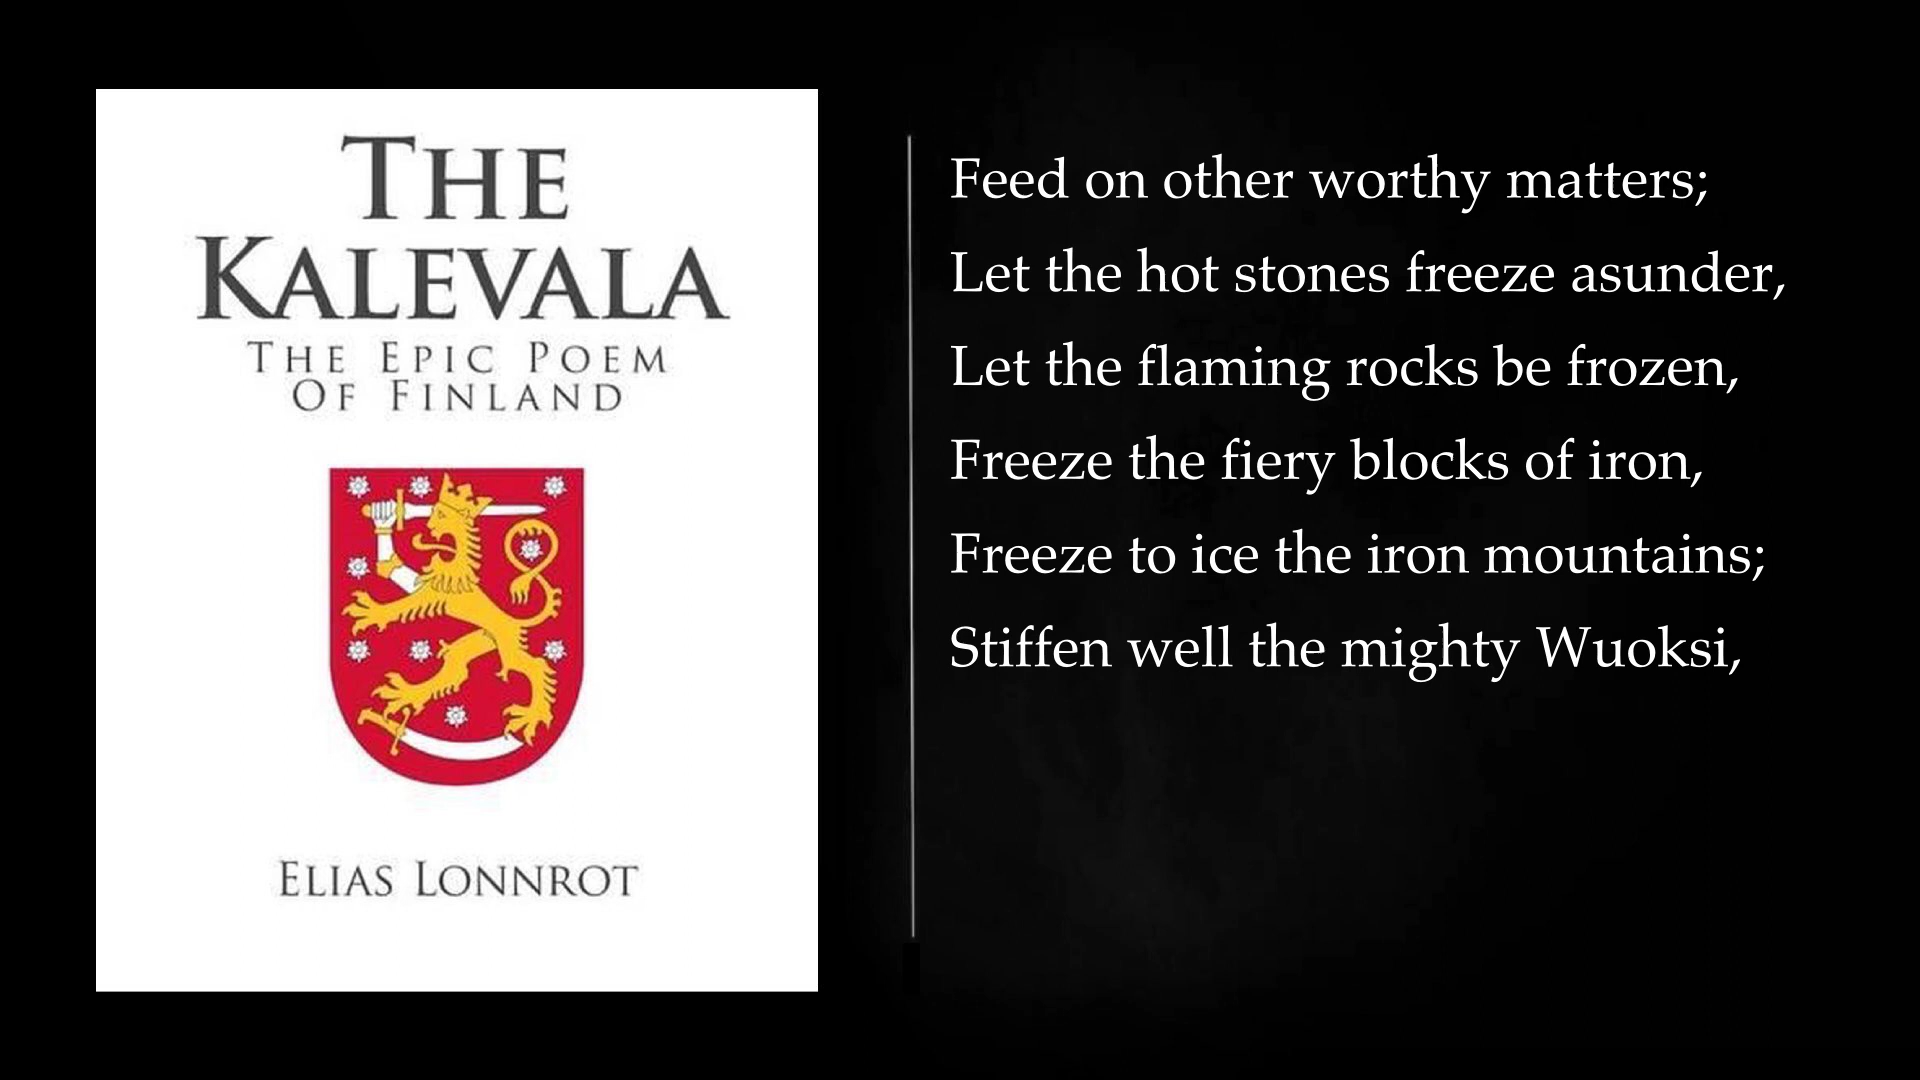 THE
KALEVALA
THE EPIC POEM
OF FINLAND
ELIAS LONNROT
Feed on other worthy matters;
Let the hot stones freeze asunder,
Let the flaming rocks be frozen,
Freeze the fiery blocks of iron,
Freeze to ice the iron mountains;
Stiffen well the mighty Wuoksi,